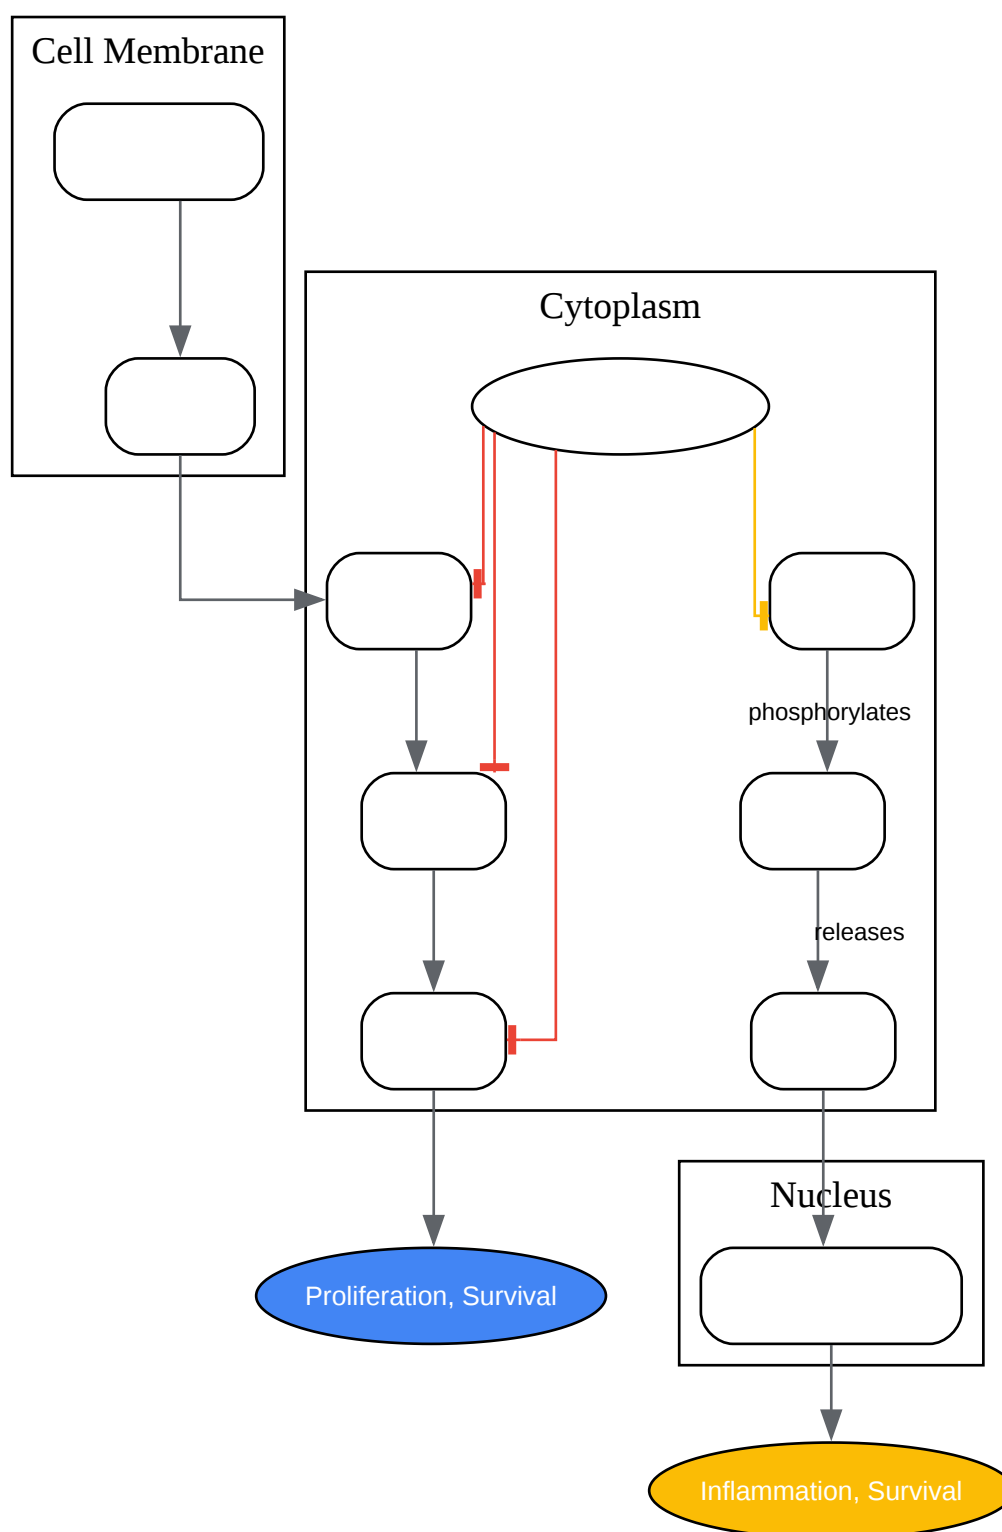 Cell Membrane
Cytoplasm
phosphorylates
releases
Nucleus
Proliferation, Survival
Inflammation, Survival